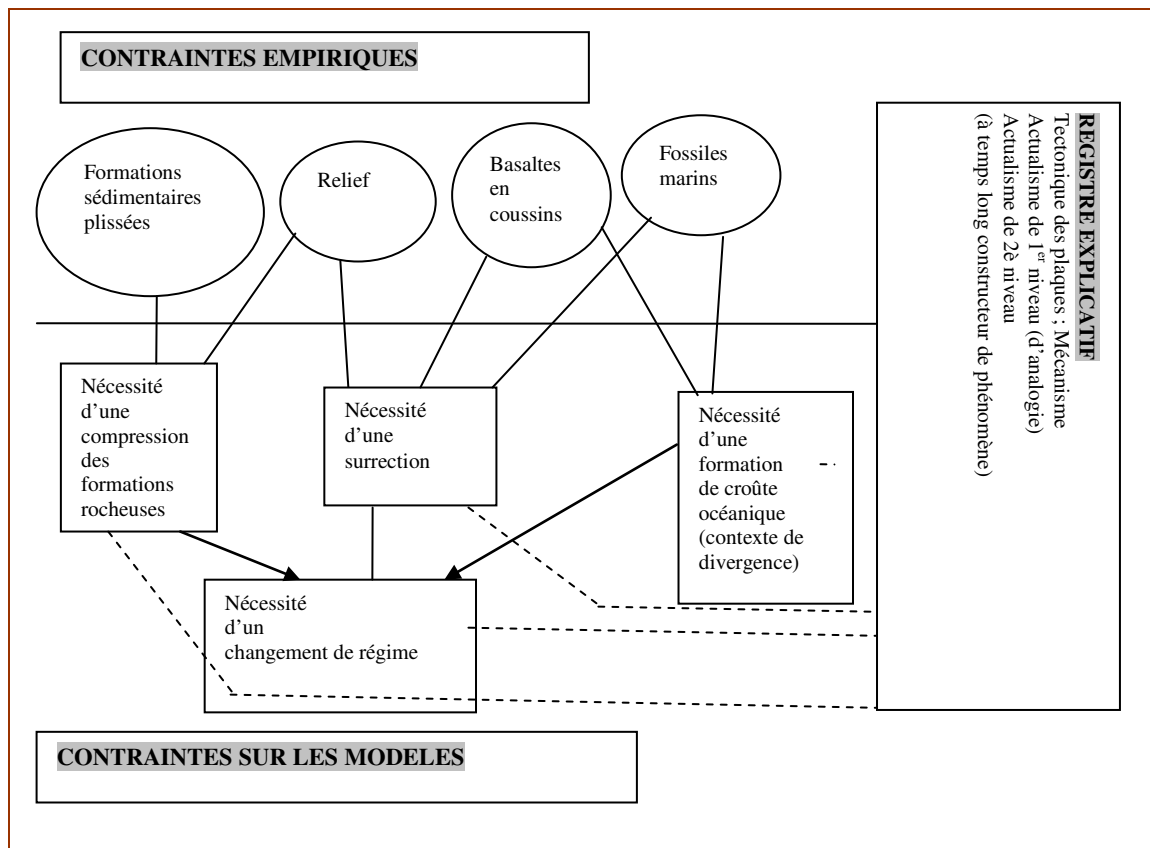 CONTRAINTES EMPIRIQUES
Formations
sédimentaires
plissées
Relief
Basaltes
en
coussins
Fossiles
marins
REGISTRE EXPLICATIF
Tectonique des plaques ; Mécanisme
Actualisme de 1er niveau (d’analogie)
Actualisme de 2è niveau
(à temps long constructeur de phénomène)
Nécessité
d’une
compression
des
formations
rocheuses
Nécessité
d’une
surrection
Nécessité
d’une
formation
de croûte
océanique
(contexte de
divergence)
Nécessité
d’un
changement de régime
CONTRAINTES SUR LES MODELES